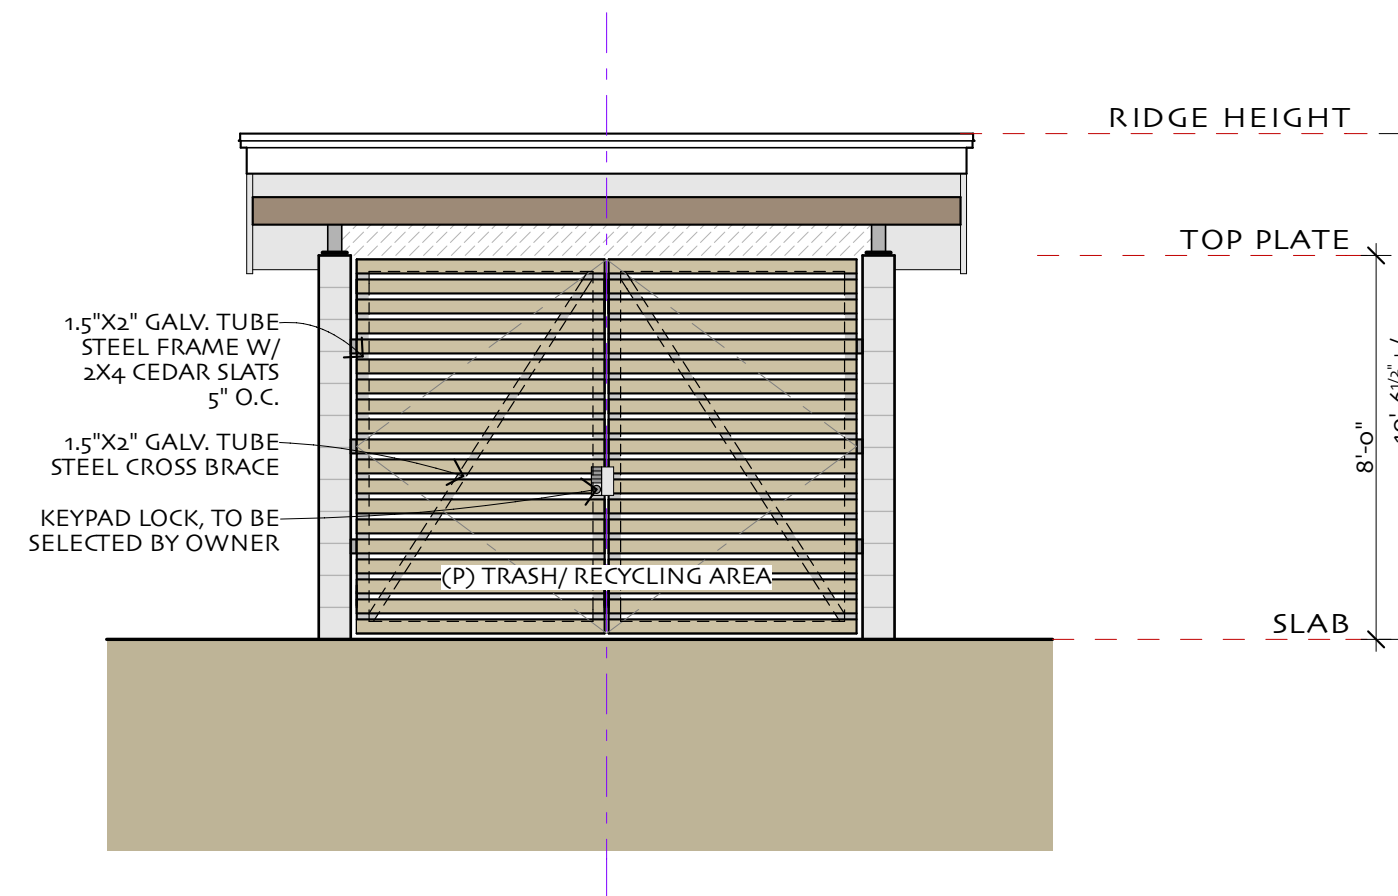 RIDGE HEIGHT
TOP PLATE
1.5"X2" GALV. TUBE
STEEL FRAME W/
2X4 CEDAR SLATS
5" O.C.
1.5"X2" GALV. TUBE
STEEL CROSS BRACE
KEYPAD LOCK, TO BE
SELECTED BY OWNER
(P) TRASH/ RECYCLING AREA
SLAB
8'-0"